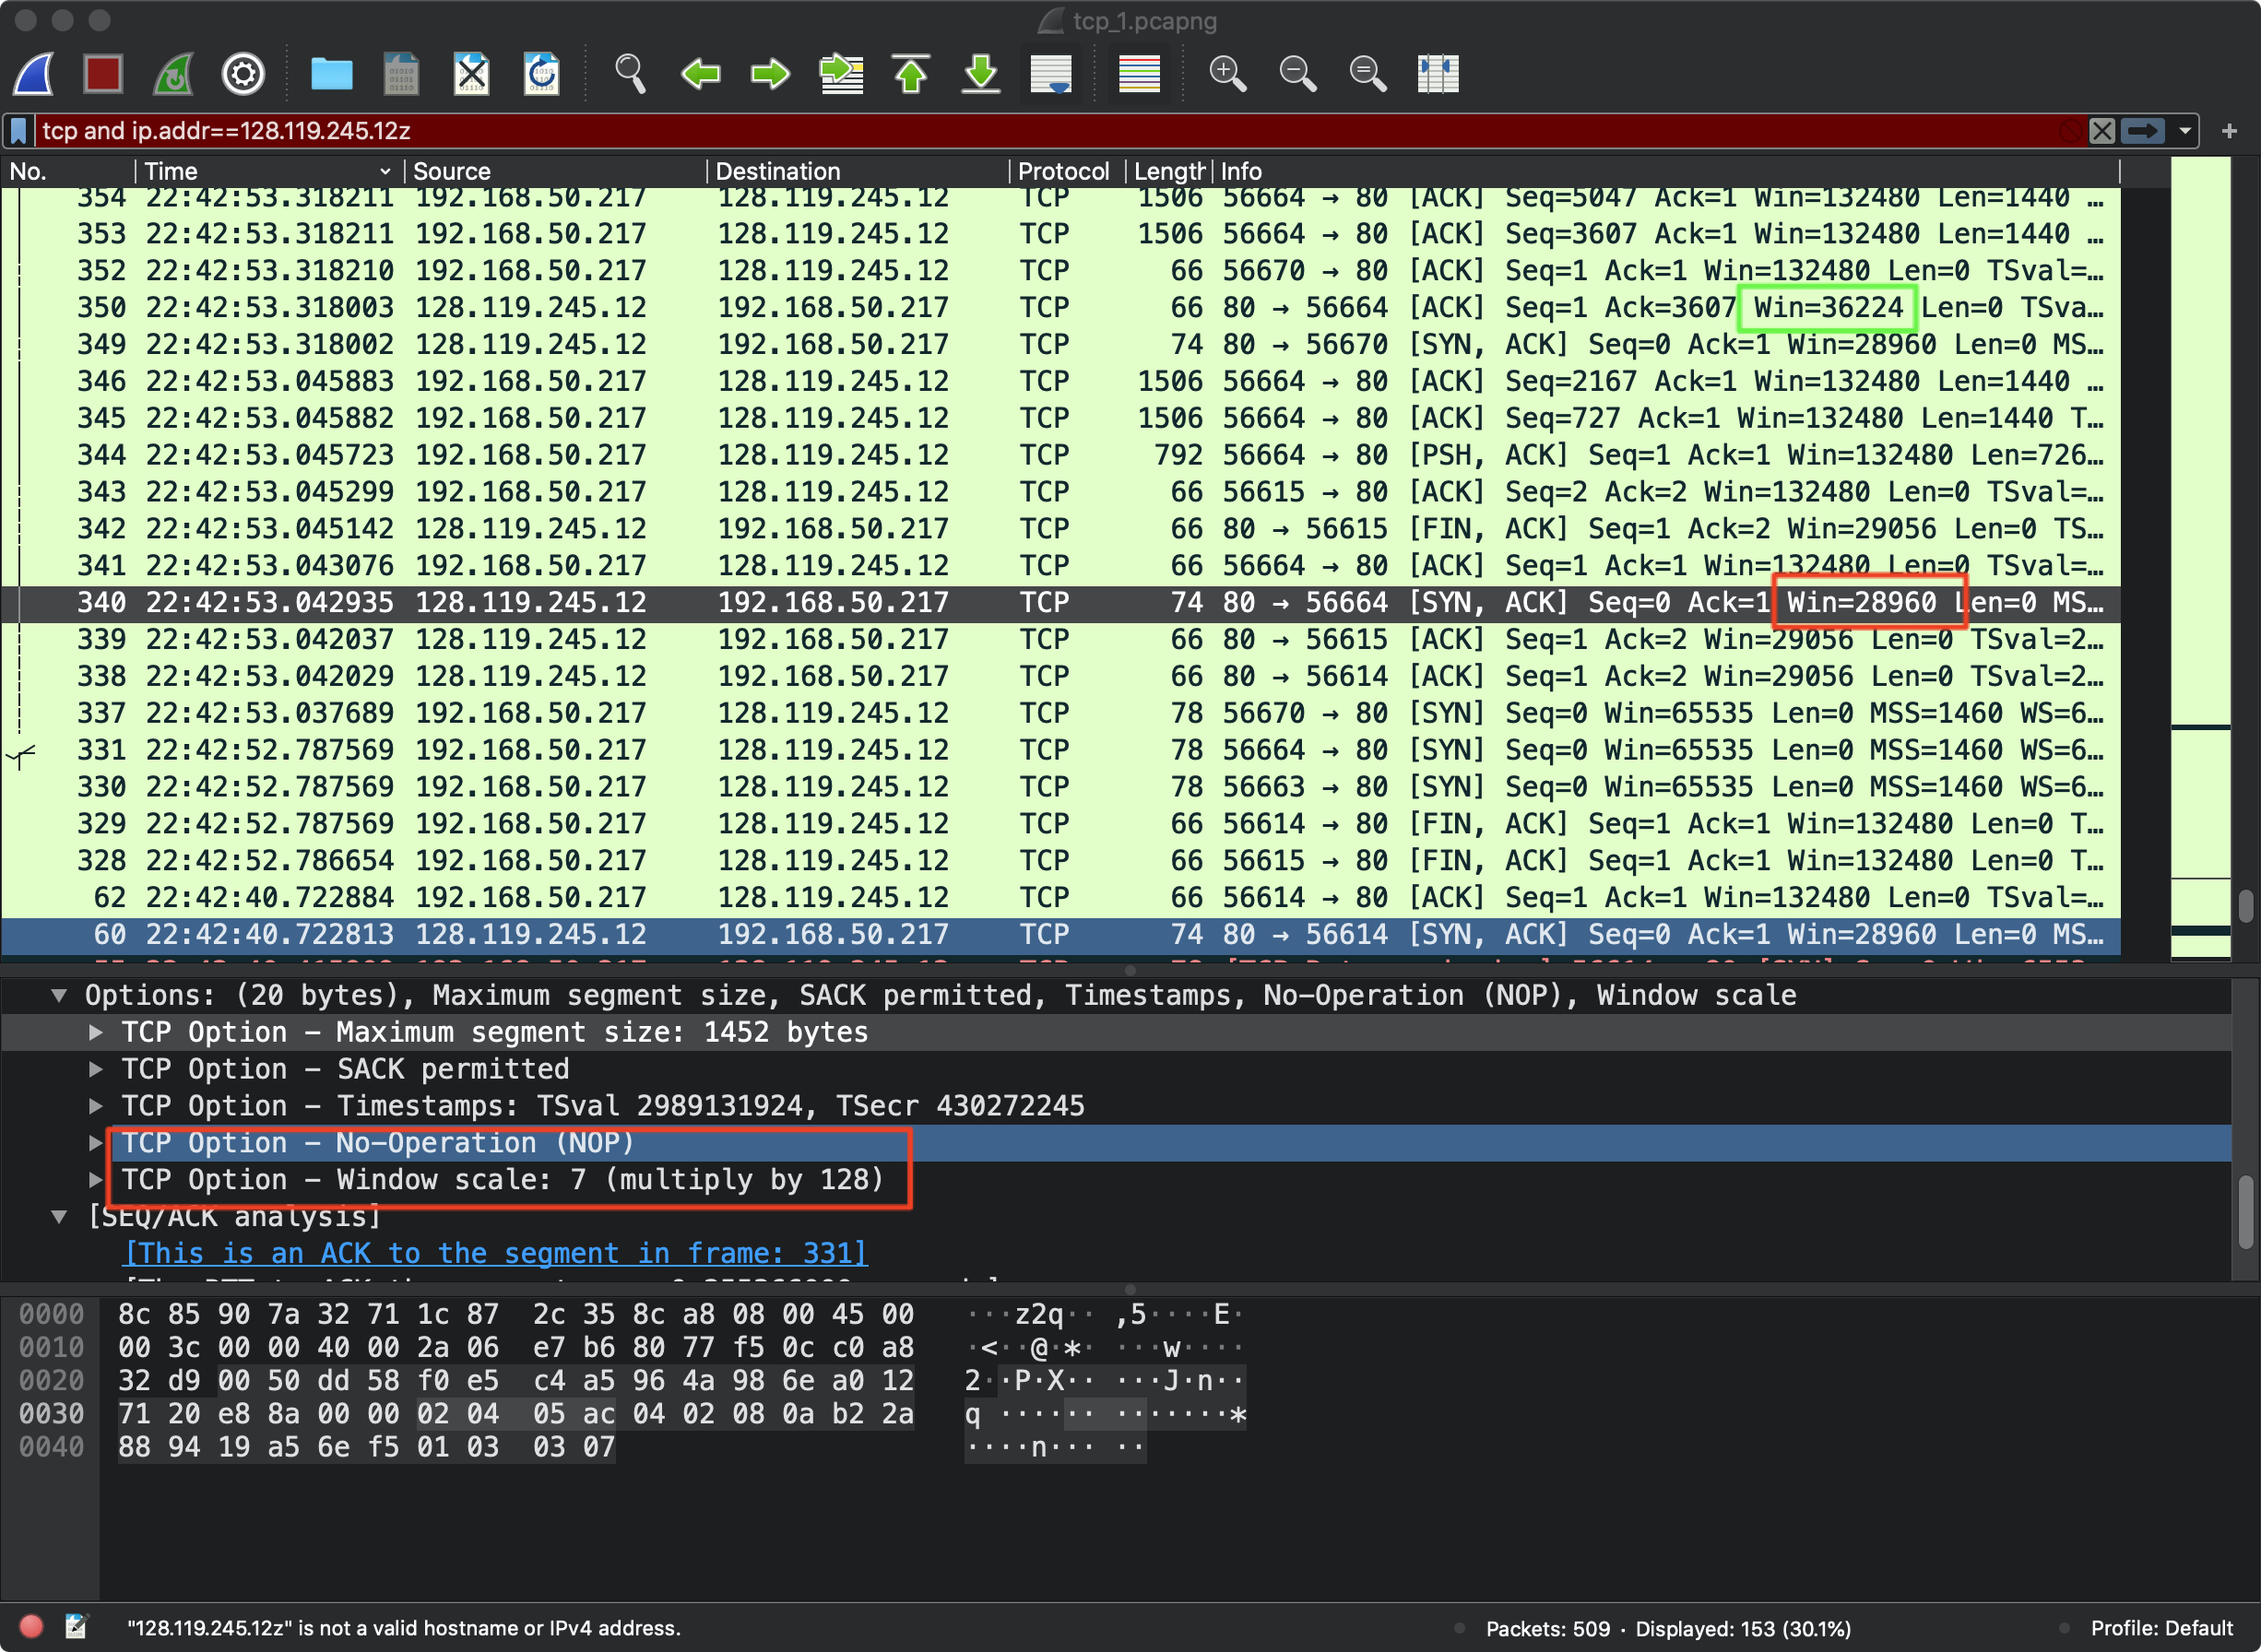 tcp_1.pcapng
tcp and ip.addr==128.119.245.12z
No. Time Source Destination Protocol Length Info
354 22:42:53.318211 192.168.50.217 128.119.245.12 TCP 1506 56664 → 80 [ACK] Seq=5047 Ack=1 Win=132480 Len=1440 …
353 22:42:53.318211 192.168.50.217 128.119.245.12 TCP 1506 56664 → 80 [ACK] Seq=3607 Ack=1 Win=132480 Len=1440 …
352 22:42:53.318210 192.168.50.217 128.119.245.12 TCP 66 56670 → 80 [ACK] Seq=1 Ack=1 Win=132480 Len=0 TSval=…
350 22:42:53.318003 128.119.245.12 192.168.50.217 TCP 66 80 → 56664 [ACK] Seq=1 Ack=3607 Win=36224 Len=0 TSva…
349 22:42:53.318002 128.119.245.12 192.168.50.217 TCP 74 80 → 56670 [SYN, ACK] Seq=0 Ack=1 Win=28960 Len=0 MS…
346 22:42:53.045883 192.168.50.217 128.119.245.12 TCP 1506 56664 → 80 [ACK] Seq=2167 Ack=1 Win=132480 Len=1440 …
345 22:42:53.045882 192.168.50.217 128.119.245.12 TCP 1506 56664 → 80 [ACK] Seq=727 Ack=1 Win=132480 Len=1440 T…
344 22:42:53.045723 192.168.50.217 128.119.245.12 TCP 792 56664 → 80 [PSH, ACK] Seq=1 Ack=1 Win=132480 Len=726…
343 22:42:53.045299 192.168.50.217 128.119.245.12 TCP 66 56615 → 80 [ACK] Seq=2 Ack=2 Win=132480 Len=0 TSval=…
342 22:42:53.045142 128.119.245.12 192.168.50.217 TCP 66 80 → 56615 [FIN, ACK] Seq=1 Ack=2 Win=29056 Len=0 TS…
341 22:42:53.043076 192.168.50.217 128.119.245.12 TCP 66 56664 → 80 [ACK] Seq=1 Ack=1 Win=132480 Len=0 TSval=…
340 22:42:53.042935 128.119.245.12 192.168.50.217 TCP 74 80 → 56664 [SYN, ACK] Seq=0 Ack=1 Win=28960 Len=0 MS…
339 22:42:53.042037 128.119.245.12 192.168.50.217 TCP 66 80 → 56615 [ACK] Seq=1 Ack=2 Win=29056 Len=0 TSval=2…
338 22:42:53.042029 128.119.245.12 192.168.50.217 TCP 66 80 → 56614 [ACK] Seq=1 Ack=2 Win=29056 Len=0 TSval=2…
337 22:42:53.037689 192.168.50.217 128.119.245.12 TCP 78 56670 → 80 [SYN] Seq=0 Win=65535 Len=0 MSS=1460 WS=6…
331 22:42:52.787569 192.168.50.217 128.119.245.12 TCP 78 56664 → 80 [SYN] Seq=0 Win=65535 Len=0 MSS=1460 WS=6…
330 22:42:52.787569 192.168.50.217 128.119.245.12 TCP 78 56663 → 80 [SYN] Seq=0 Win=65535 Len=0 MSS=1460 WS=6…
329 22:42:52.787569 192.168.50.217 128.119.245.12 TCP 66 56614 → 80 [FIN, ACK] Seq=1 Ack=1 Win=132480 Len=0 T…
328 22:42:52.786654 192.168.50.217 128.119.245.12 TCP 66 56615 → 80 [FIN, ACK] Seq=1 Ack=1 Win=132480 Len=0 T…
62 22:42:40.722884 192.168.50.217 128.119.245.12 TCP 66 56614 → 80 [ACK] Seq=1 Ack=1 Win=132480 Len=0 TSval=…
60 22:42:40.722813 128.119.245.12 192.168.50.217 TCP 74 80 → 56614 [SYN, ACK] Seq=0 Ack=1 Win=28960 Len=0 MS…
Options: (20 bytes), Maximum segment size, SACK permitted, Timestamps, No-Operation (NOP), Window scale
TCP Option – Maximum segment size: 1452 bytes
TCP Option – SACK permitted
TCP Option – Timestamps: TSval 2989131924, TSecr 430272245
TCP Option – No-Operation (NOP)
TCP Option – Window scale: 7 (multiply by 128)
[SEQ/ACK analysis]
[This is an ACK to the segment in frame: 331]
0000 8c 85 90 7a 32 71 1c 87 2c 35 8c a8 08 00 45 00 ···z2q·· ,5····E·
0010 00 3c 00 00 40 00 2a 06 e7 b6 80 77 f5 0c c0 a8 ·<··@·*· ···w····
0020 32 d9 00 50 dd 58 f0 e5 c4 a5 96 4a 98 6e a0 12 2··P·X·· ···J·n··
0030 71 20 e8 8a 00 00 02 04 05 ac 04 02 08 0a b2 2a q ······ ·······*
0040 88 94 19 a5 6e f5 01 03 03 07 ····n··· ··
"128.119.245.12z" is not a valid hostname or IPv4 address.
Packets: 509 · Displayed: 153 (30.1%)
Profile: Default